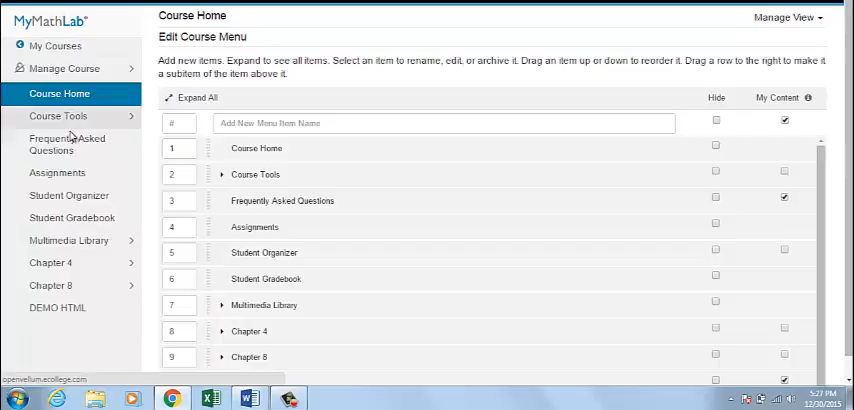 MyMathLab®
My Courses
Manage Course
Course Home
Course Tools
Frequently Asked
Questions
Assignments
Student Organizer
Student Gradebook
Multimedia Library
Chapter 4
Chapter 8
DEMO HTML
openvellum.ecollege.com
Course Home
Manage View
Edit Course Menu
Add new items. Expand to see all items. Select an item to rename, edit, or archive it. Drag an item up or down to reorder it. Drag a row to the right to make it
a subitem of the item above it.
Expand All Hide My Content
# Add New Menu Item Name
1 Course Home
2 Course Tools
3 Frequently Asked Questions
4 Assignments
5 Student Organizer
6 Student Gradebook
7 Multimedia Library
8 Chapter 4
9 Chapter 8
5:27 PM
12/30/2015